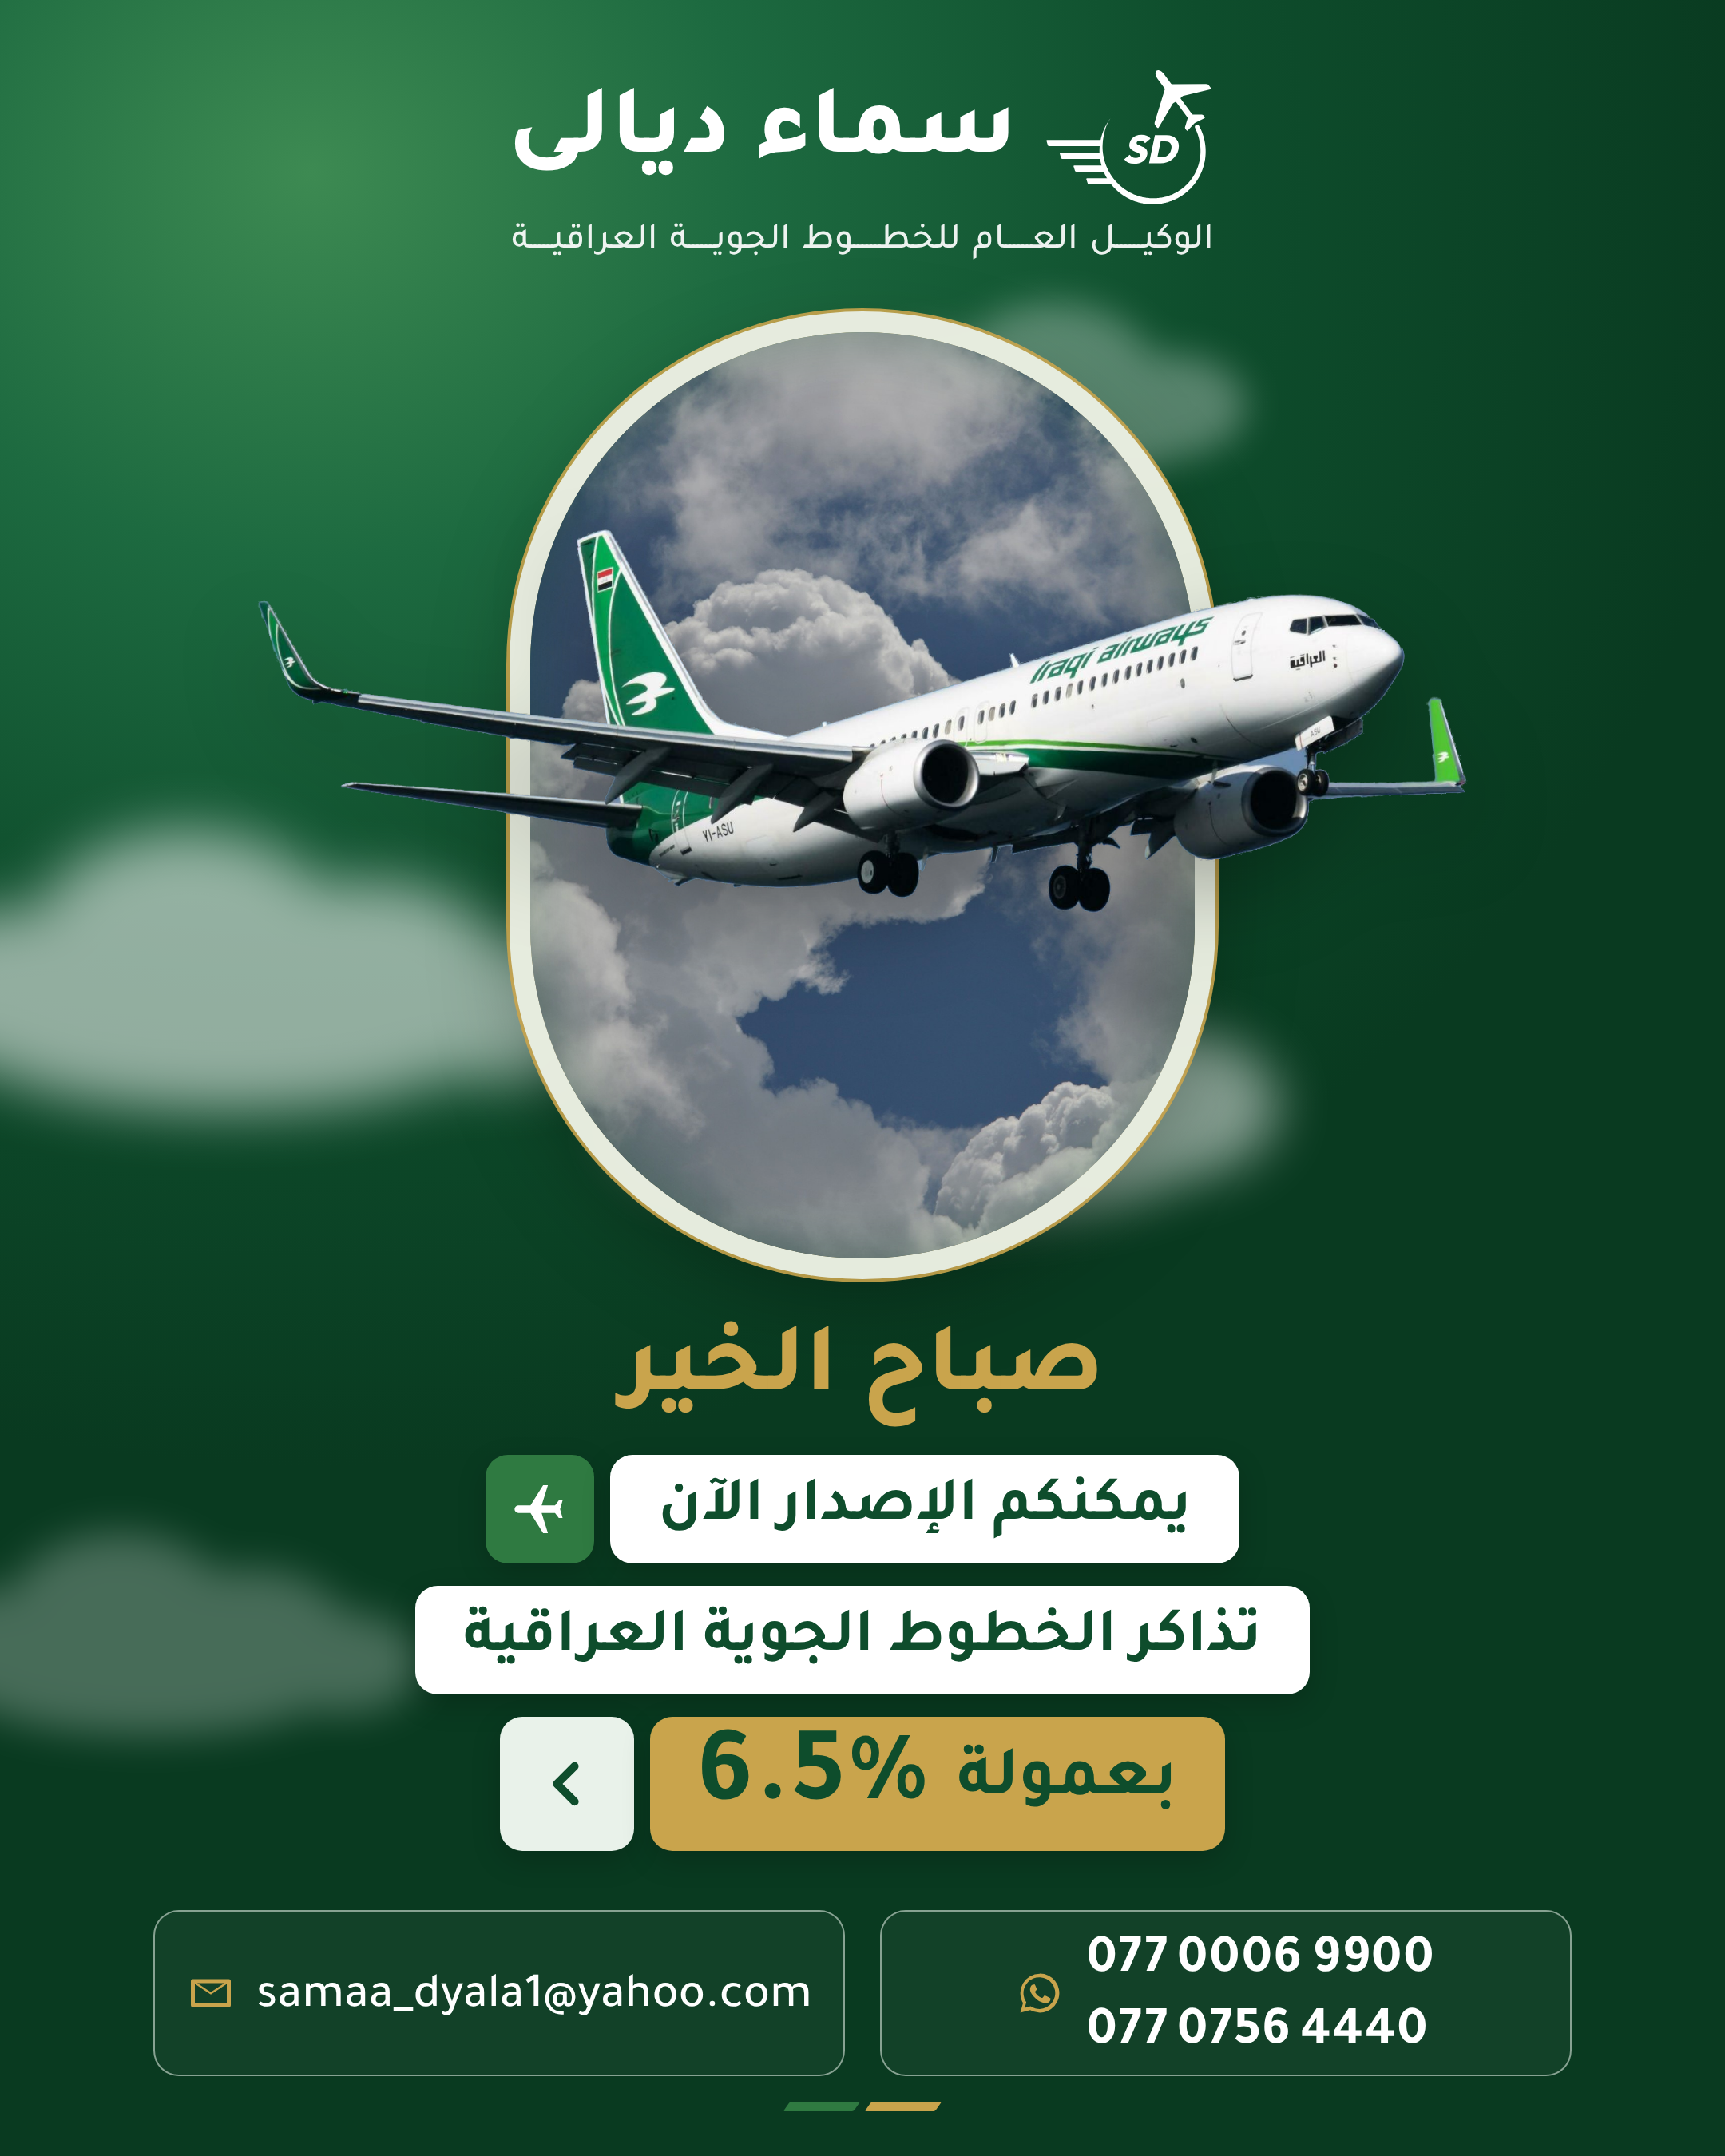 سماء ديالى
SD
الوكيـــل العـــام للخطـــوط الجويـــة العراقيـــة
Iraqi airways
العراقية
ASU
YI-ASU
صباح الخير
يمكنكم الإصدار الآن
تذاكر الخطوط الجوية العراقية
بعمولة 6.5%
077 0006 9900
077 0756 4440
samaa_dyala1@yahoo.com